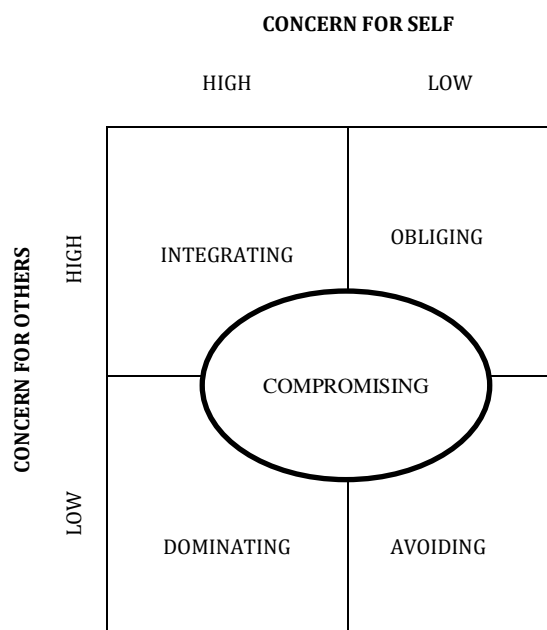 CONCERN FOR SELF
HIGH LOW
CONCERN FOR OTHERS
HIGH
INTEGRATING
OBLIGING
COMPROMISING
LOW
DOMINATING
AVOIDING